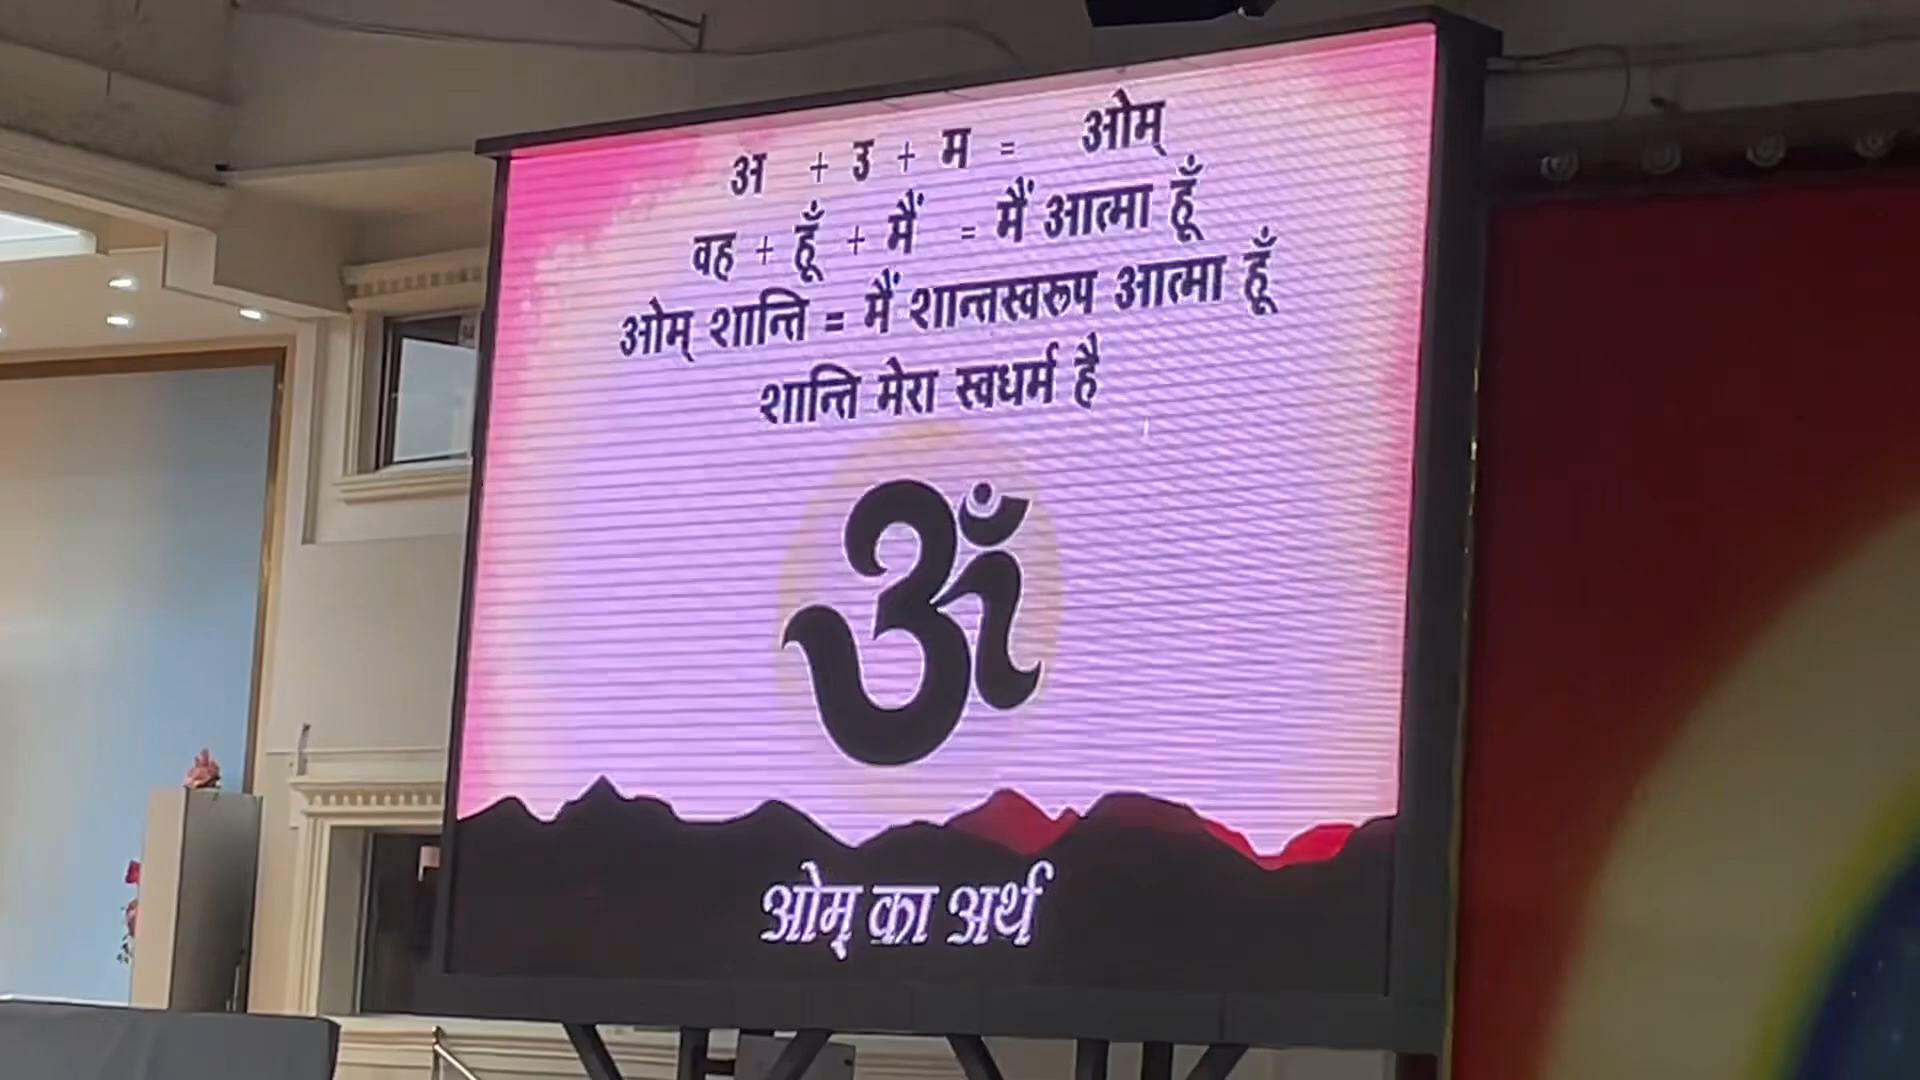 अ + उ + म = ओम्
वह + हूँ + मैं = मैं आत्मा हूँ
ओम् शान्ति = मैं शान्तस्वरूप आत्मा हूँ
शान्ति मेरा स्वधर्म है
ॐ
ओम् का अर्थ